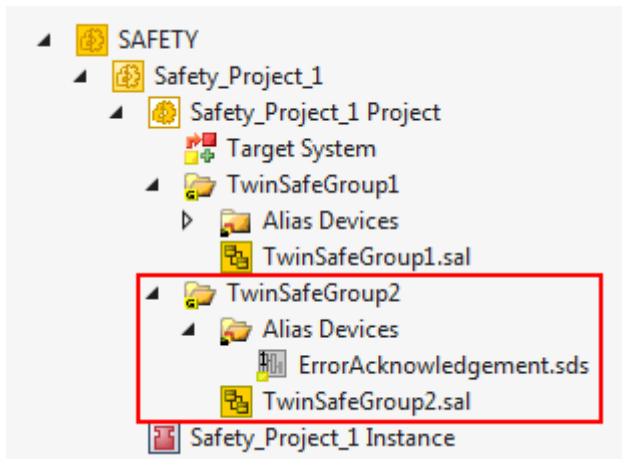 SAFETY
Safety_Project_1
Safety_Project_1 Project
Target System
TwinSafeGroup1
Alias Devices
TwinSafeGroup1.sal
TwinSafeGroup2
Alias Devices
ErrorAcknowledgement.sds
TwinSafeGroup2.sal
Safety_Project_1 Instance